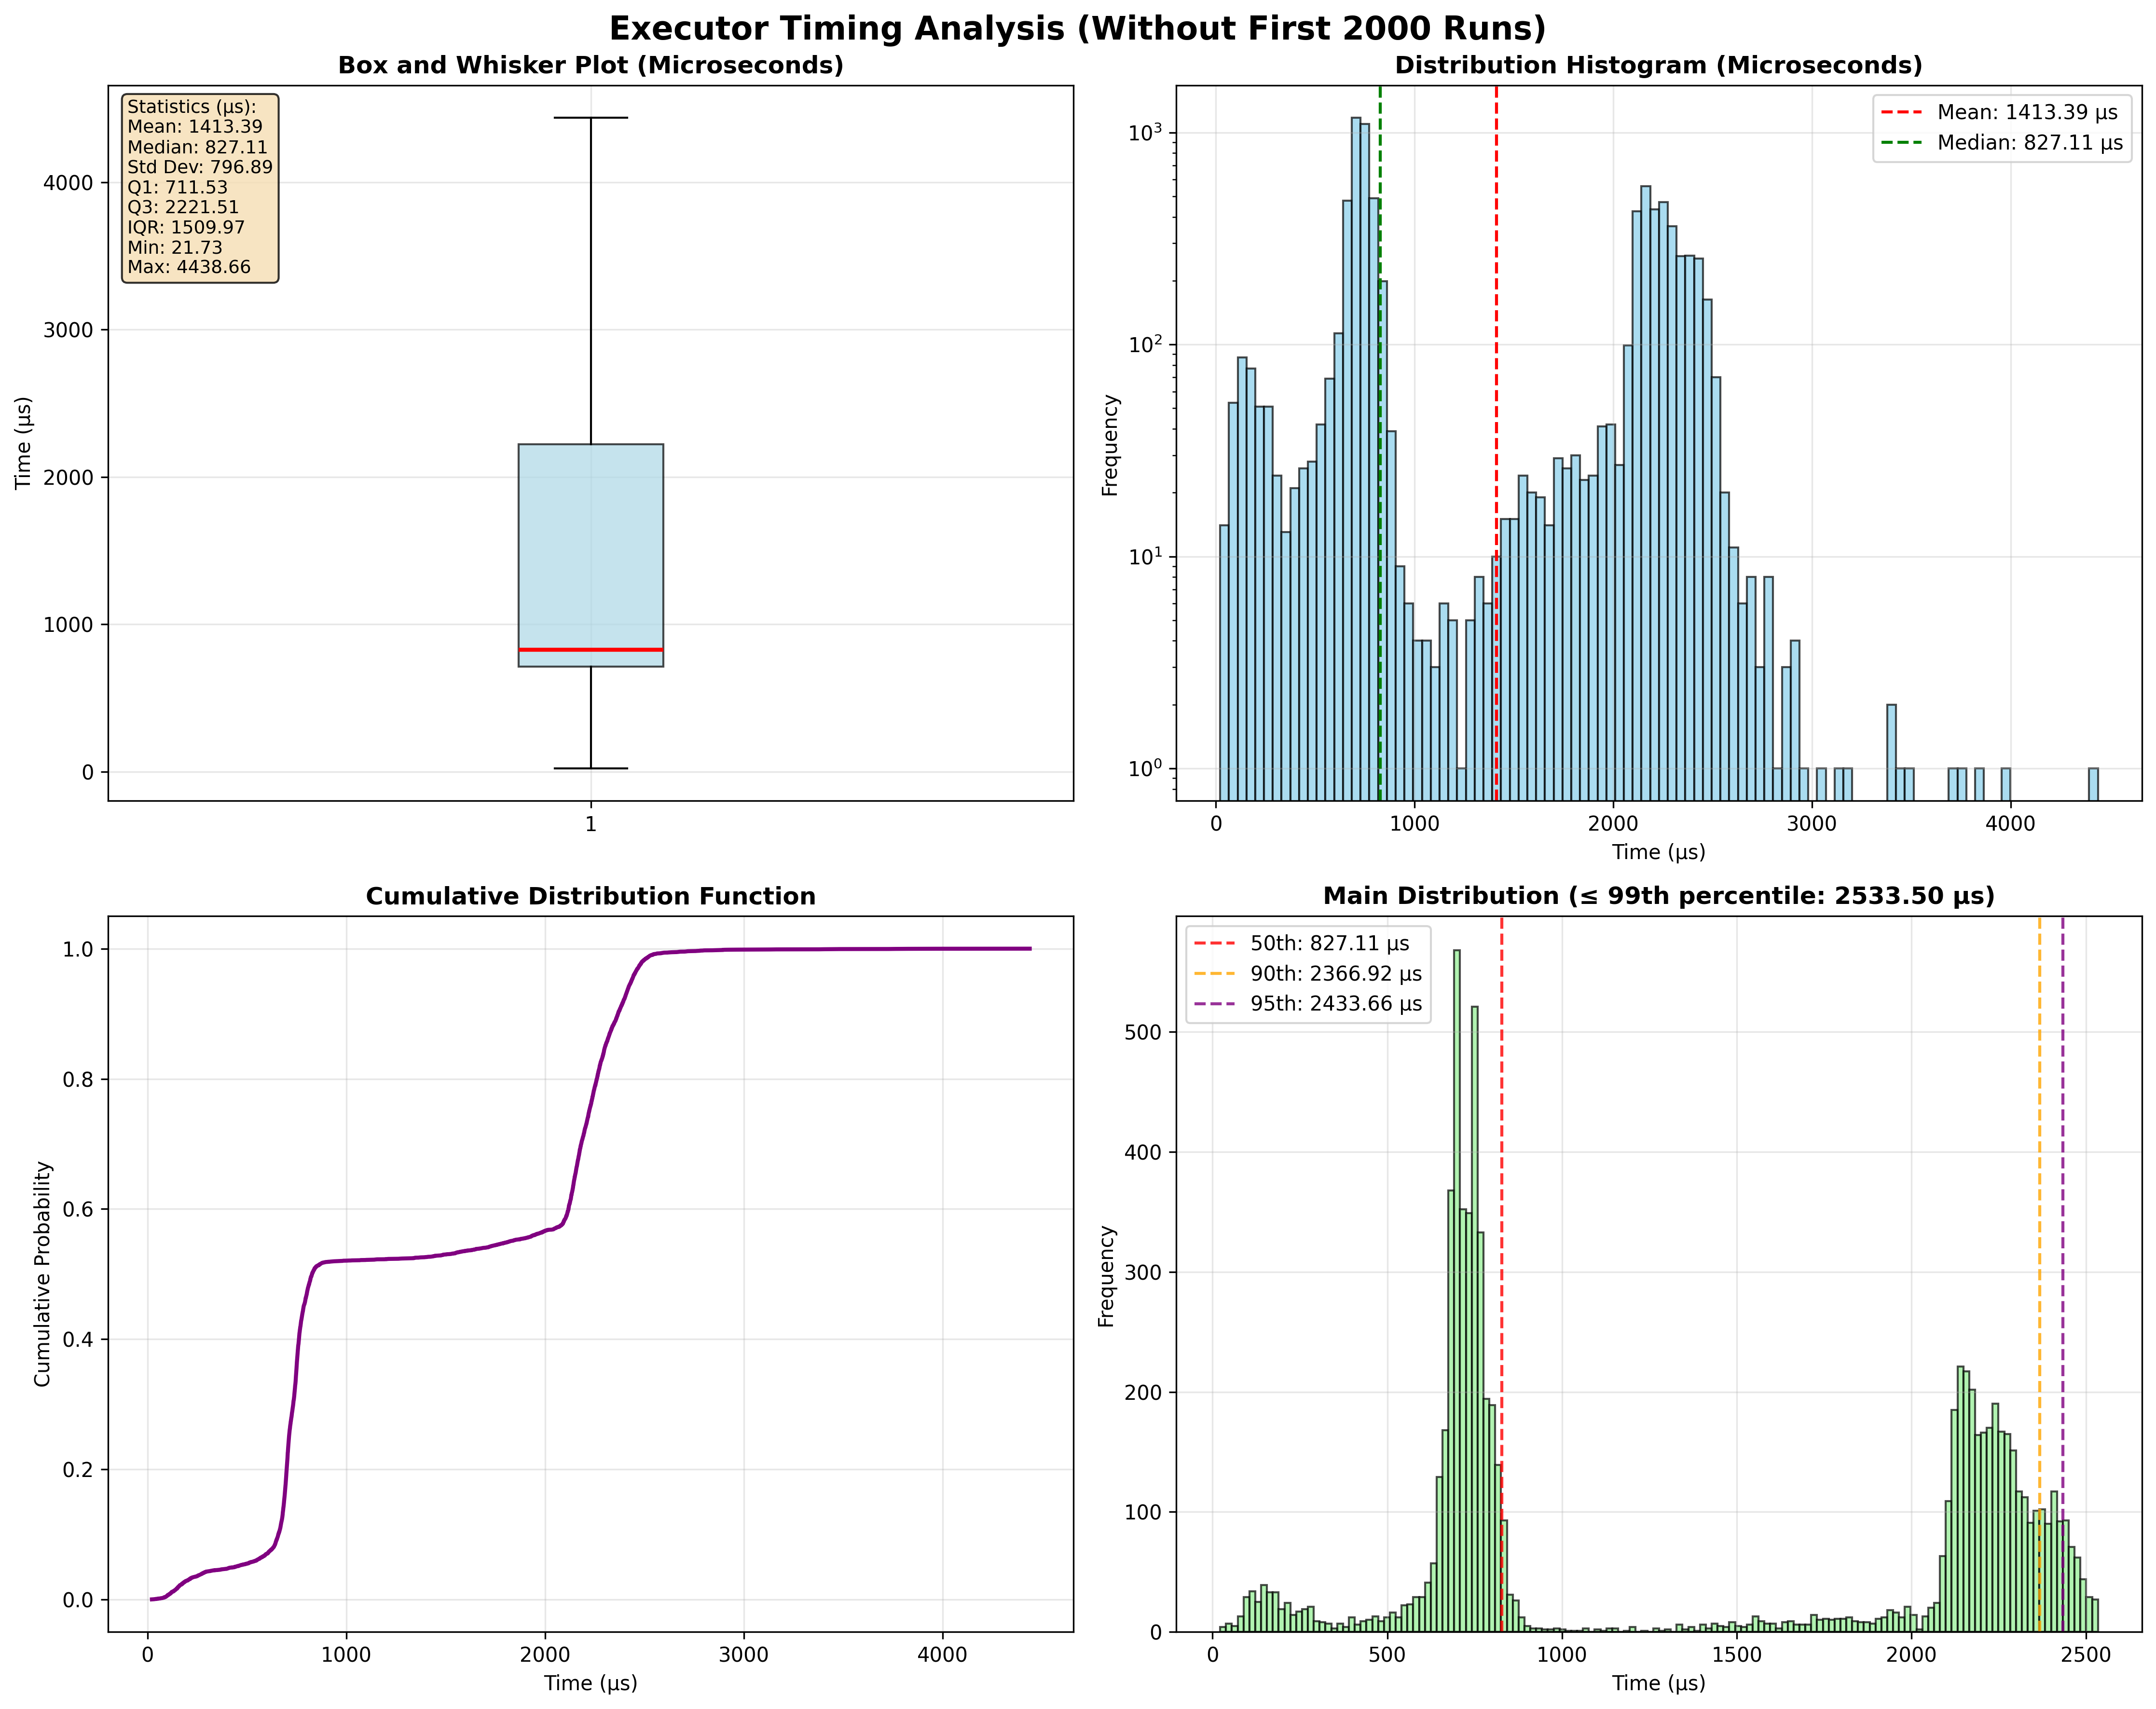 Executor Timing Analysis (Without First 2000 Runs)
Box and Whisker Plot (Microseconds)
Statistics (µs):
Mean: 1413.39
Median: 827.11
Std Dev: 796.89
Q1: 711.53
Q3: 2221.51
IQR: 1509.97
Min: 21.73
Max: 4438.66
Time (µs)
4000
3000
2000
1000
0
1
Distribution Histogram (Microseconds)
Mean: 1413.39 µs
Median: 827.11 µs
Frequency
10³
10²
10¹
10⁰
0 1000 2000 3000 4000
Time (µs)
Cumulative Distribution Function
Cumulative Probability
1.0
0.8
0.6
0.4
0.2
0.0
0 1000 2000 3000 4000
Time (µs)
Main Distribution (≤ 99th percentile: 2533.50 µs)
50th: 827.11 µs
90th: 2366.92 µs
95th: 2433.66 µs
Frequency
500
400
300
200
100
0
0 500 1000 1500 2000 2500
Time (µs)